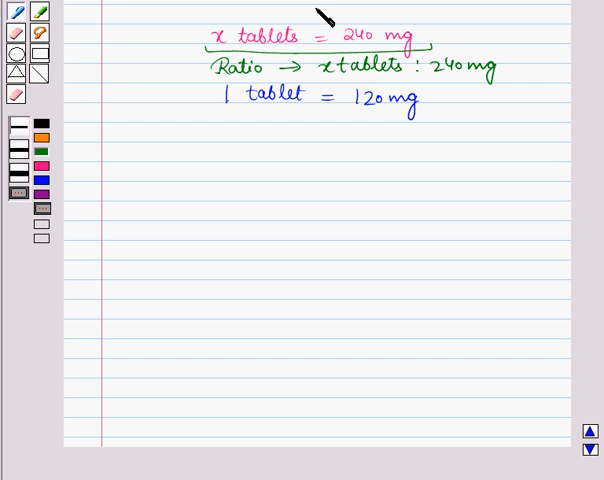 x tablets = 240 mg
Ratio → x tablets : 240 mg
1 tablet = 120 mg